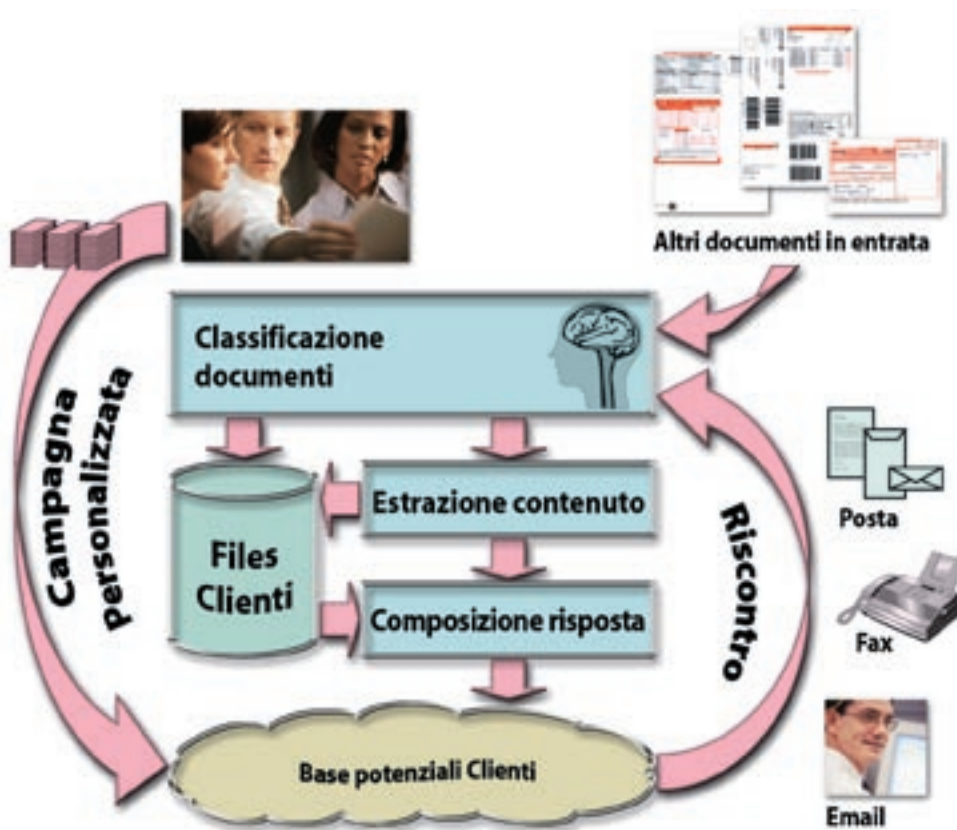 Altri documenti in entrata
Classificazione
documenti
Campagna
personalizzata
Estrazione contenuto
Files
Clienti
Composizione risposta
Riscontro
Posta
Fax
Base potenziali Clienti
Email